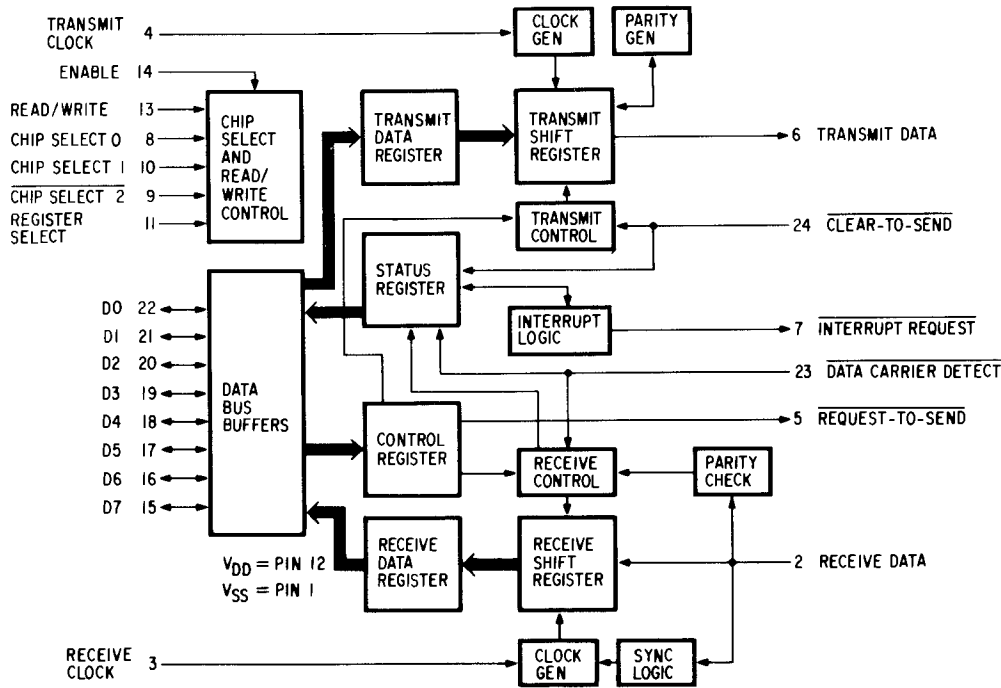 TRANSMIT CLOCK 4
CLOCK GEN
PARITY GEN
ENABLE 14
READ/WRITE 13
CHIP SELECT 0 8
CHIP SELECT 1 10
CHIP SELECT 2 9
REGISTER SELECT 11
CHIP SELECT AND READ/ WRITE CONTROL
TRANSMIT DATA REGISTER
TRANSMIT SHIFT REGISTER
6 TRANSMIT DATA
TRANSMIT CONTROL
24 CLEAR-TO-SEND
STATUS REGISTER
INTERRUPT LOGIC
7 INTERRUPT REQUEST
D0 22
D1 21
D2 20
D3 19
D4 18
D5 17
D6 16
D7 15
DATA BUS BUFFERS
23 DATA CARRIER DETECT
5 REQUEST-TO-SEND
CONTROL REGISTER
RECEIVE CONTROL
PARITY CHECK
RECEIVE DATA REGISTER
RECEIVE SHIFT REGISTER
2 RECEIVE DATA
VDD = PIN 12
VSS = PIN 1
RECEIVE CLOCK 3
CLOCK GEN
SYNC LOGIC